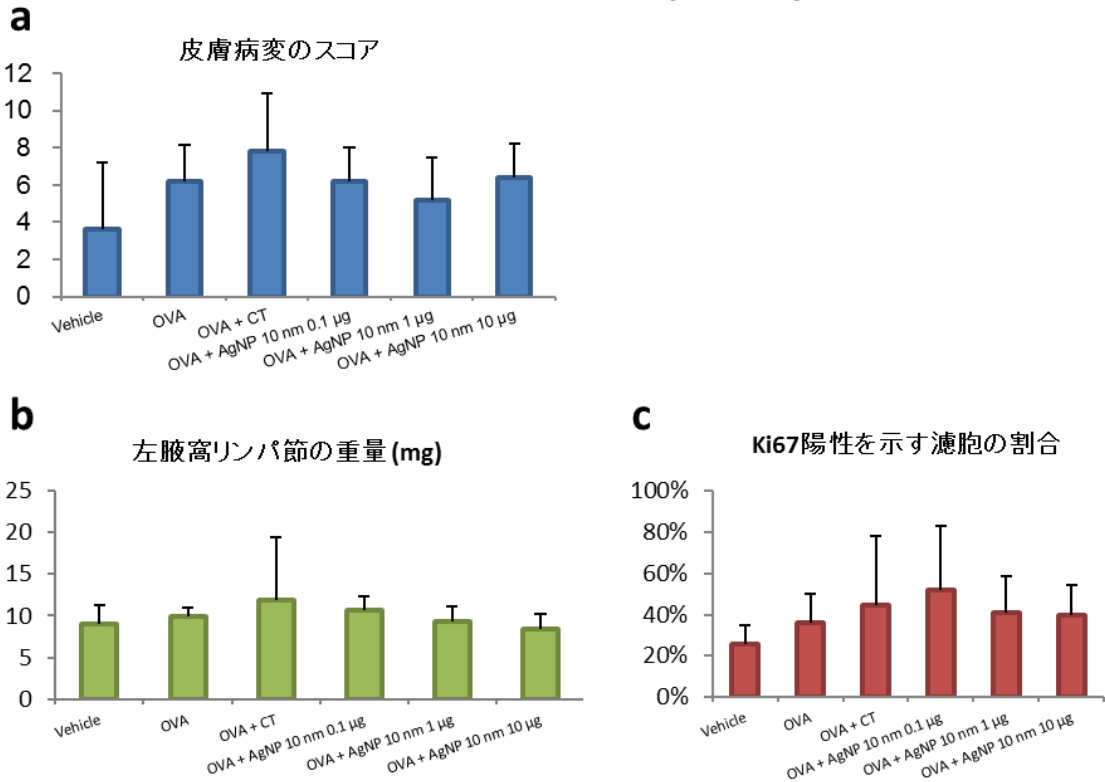 a
皮膚病変のスコア
12
10
8
6
4
2
0
Vehicle
OVA
OVA + CT
OVA + AgNP 10 nm 0.1 µg
OVA + AgNP 10 nm 1 µg
OVA + AgNP 10 nm 10 µg
b
左腋窩リンパ節の重量 (mg)
25
20
15
10
5
0
Vehicle
OVA
OVA + CT
OVA + AgNP 10 nm 0.1 µg
OVA + AgNP 10 nm 1 µg
OVA + AgNP 10 nm 10 µg
c
Ki67陽性を示す濾胞の割合
100%
80%
60%
40%
20%
0%
Vehicle
OVA
OVA + CT
OVA + AgNP 10 nm 0.1 µg
OVA + AgNP 10 nm 1 µg
OVA + AgNP 10 nm 10 µg